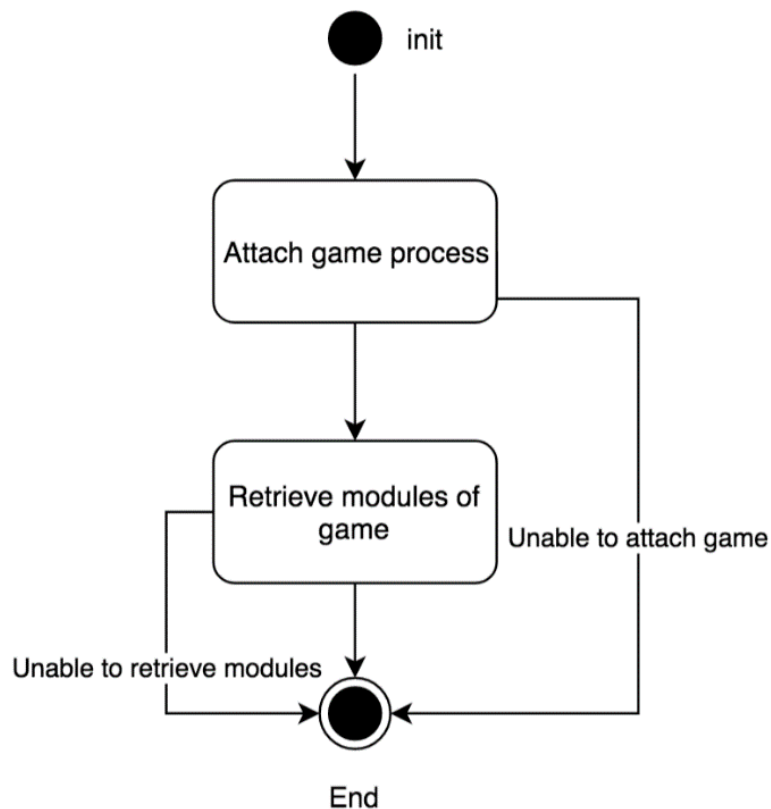 init
Attach game process
Retrieve modules of
game
Unable to attach game
Unable to retrieve modules
End